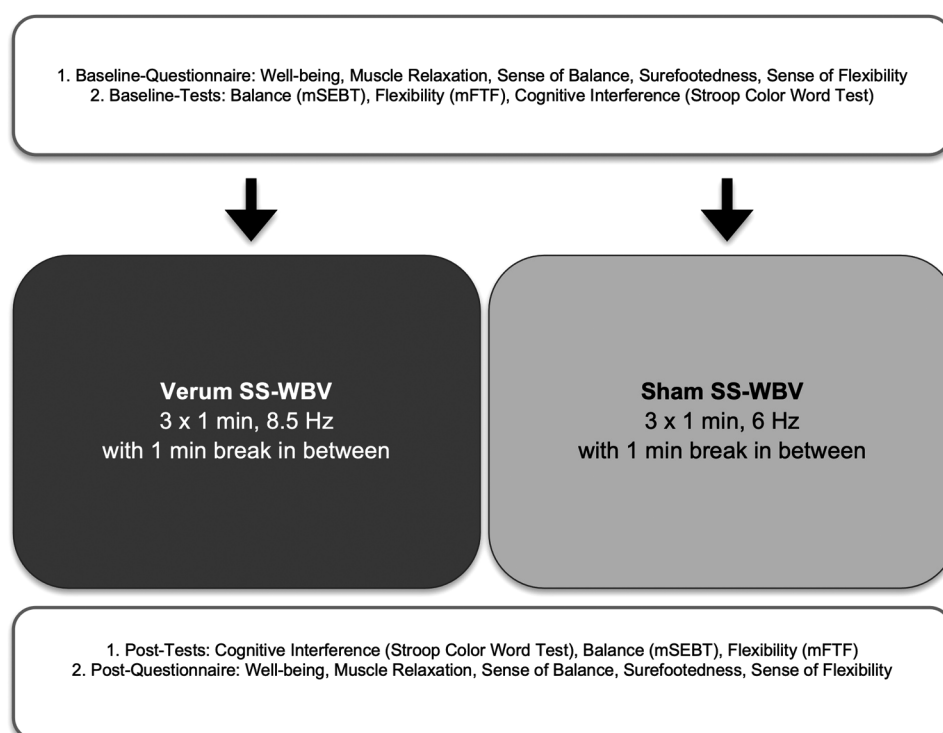 1. Baseline-Questionnaire: Well-being, Muscle Relaxation, Sense of Balance, Surefootedness, Sense of Flexibility
2. Baseline-Tests: Balance (mSEBT), Flexibility (mFTF), Cognitive Interference (Stroop Color Word Test)
Verum SS-WBV
3 x 1 min, 8.5 Hz
with 1 min break in between
Sham SS-WBV
3 x 1 min, 6 Hz
with 1 min break in between
1. Post-Tests: Cognitive Interference (Stroop Color Word Test), Balance (mSEBT), Flexibility (mFTF)
2. Post-Questionnaire: Well-being, Muscle Relaxation, Sense of Balance, Surefootedness, Sense of Flexibility